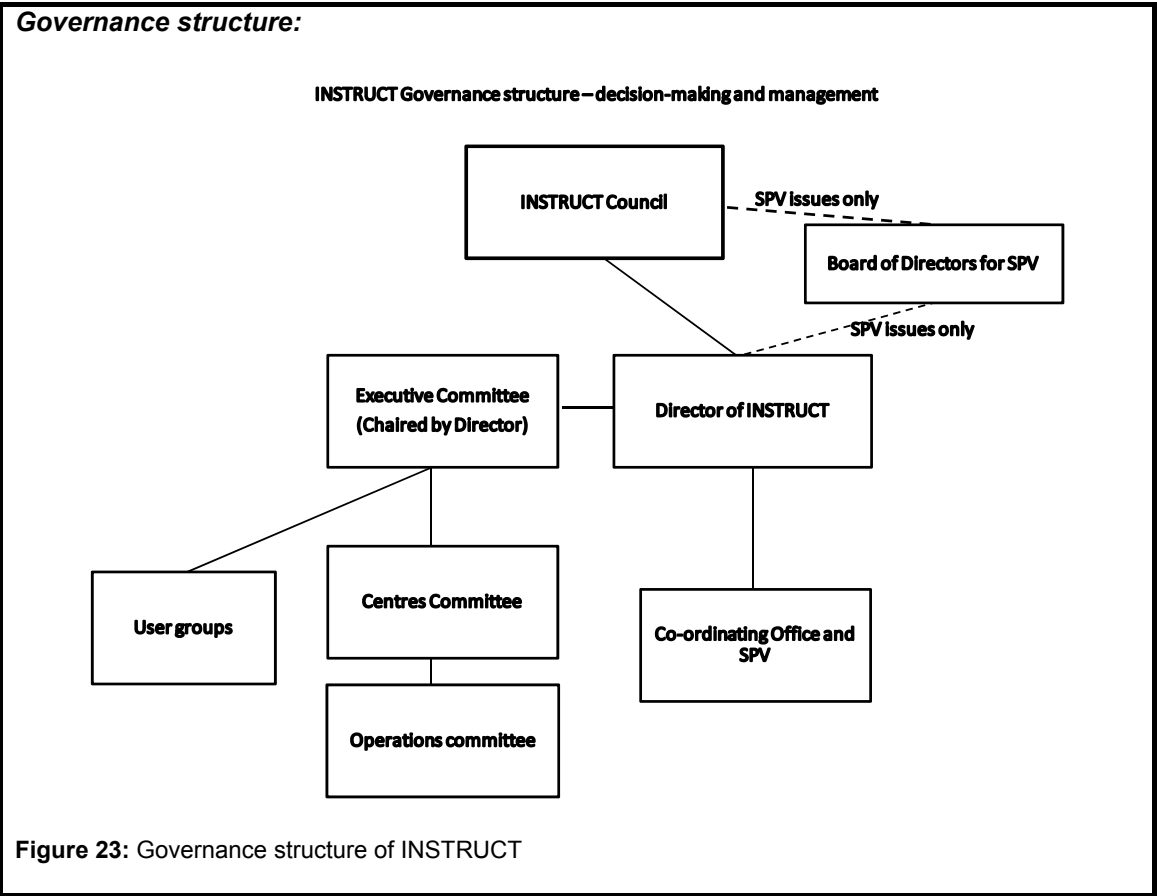 Governance structure:
INSTRUCT Governance structure – decision-making and management
INSTRUCT Council
SPV issues only
Board of Directors for SPV
SPV issues only
Executive Committee
(Chaired by Director)
Director of INSTRUCT
User groups
Centres Committee
Co-ordinating Office and
SPV
Operations committee
Figure 23: Governance structure of INSTRUCT